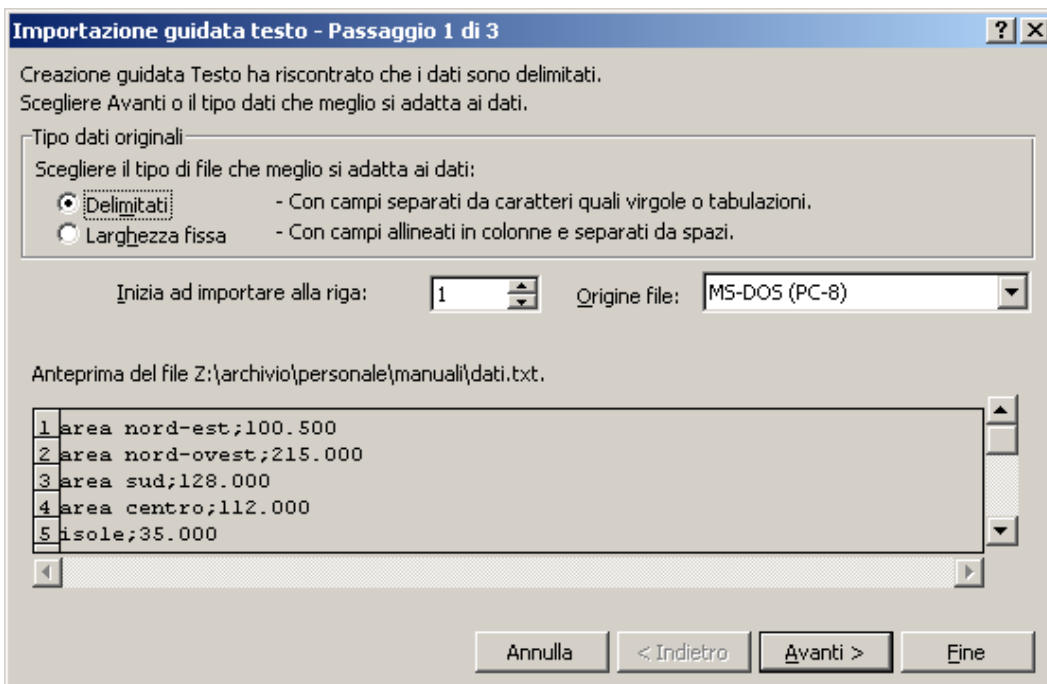 Importazione guidata testo - Passaggio 1 di 3
Creazione guidata Testo ha riscontrato che i dati sono delimitati.
Scegliere Avanti o il tipo dati che meglio si adatta ai dati.
Tipo dati originali
Scegliere il tipo di file che meglio si adatta ai dati:
Delimitati - Con campi separati da caratteri quali virgole o tabulazioni.
Larghezza fissa - Con campi allineati in colonne e separati da spazi.
Inizia ad importare alla riga: 1 Origine file: MS-DOS (PC-8)
Anteprima del file Z:\archivio\personale\manuali\dati.txt.
1 area nord-est;100.500
2 area nord-ovest;215.000
3 area sud;128.000
4 area centro;112.000
5 isole;35.000
Annulla < Indietro Avanti > Fine